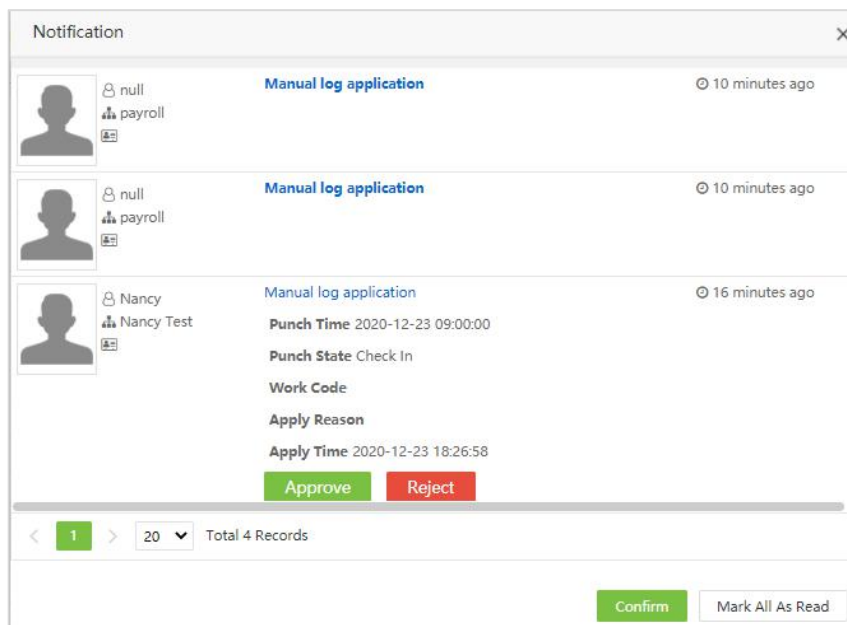 Notification
null
payroll
Manual log application
10 minutes ago
null
payroll
Manual log application
10 minutes ago
Nancy
Nancy Test
Manual log application
16 minutes ago
Punch Time 2020-12-23 09:00:00
Punch State Check In
Work Code
Apply Reason
Apply Time 2020-12-23 18:26:58
Approve Reject
1 20 Total 4 Records
Confirm Mark All As Read